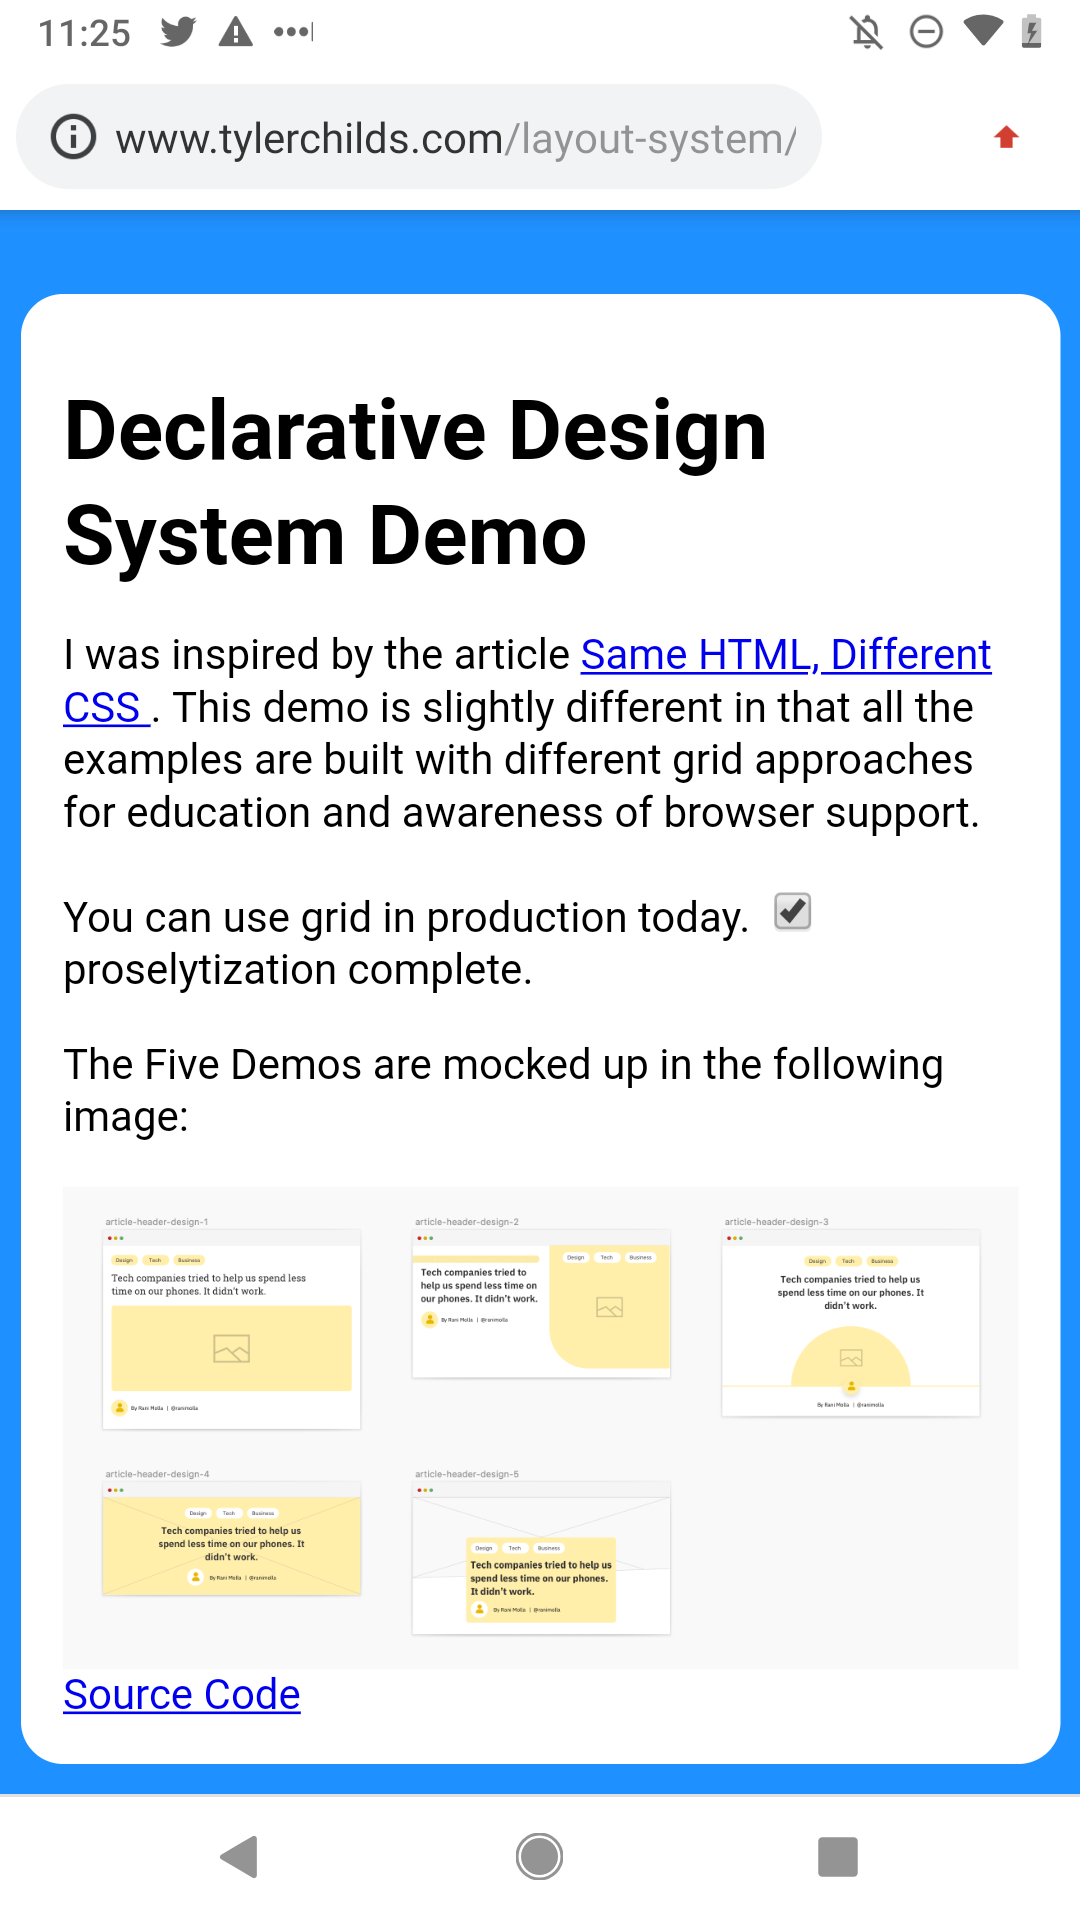 11:25
www.tylerchilds.com/layout-system/
Declarative Design
System Demo
I was inspired by the article Same HTML, Different
CSS . This demo is slightly different in that all the
examples are built with different grid approaches
for education and awareness of browser support.
You can use grid in production today.
proselytization complete.
The Five Demos are mocked up in the following
image:
article-header-design-1
Design Tech Business
Tech companies tried to help us spend less
time on our phones. It didn't work.
By Rani Molla | @ranimolla
article-header-design-2
Design Tech Business
Tech companies tried to
help us spend less time on
our phones. It didn't work.
By Rani Molla | @ranimolla
article-header-design-3
Design Tech Business
Tech companies tried to help us
spend less time on our phones. It
didn't work.
By Rani Molla | @ranimolla
article-header-design-4
Design Tech Business
Tech companies tried to help us
spend less time on our phones. It
didn't work.
By Rani Molla | @ranimolla
article-header-design-5
Design Tech Business
Tech companies tried to help us
spend less time on our phones.
It didn't work.
By Rani Molla | @ranimolla
Source Code